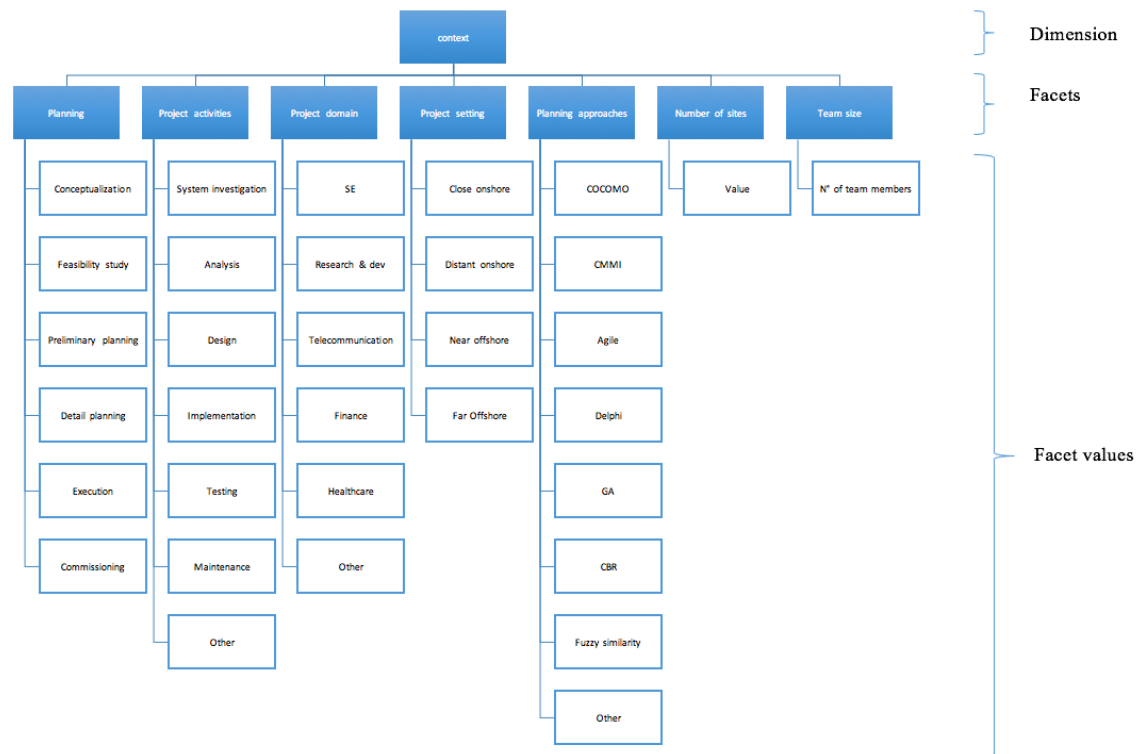 context
Dimension
Planning
Project activities
Project domain
Project setting
Planning approaches
Number of sites
Team size
Facets
Conceptualization
System investigation
SE
Close onshore
COCOMO
Value
N° of team members
Feasibility study
Analysis
Research & dev
Distant onshore
CMMI
Preliminary planning
Design
Telecommunication
Near offshore
Agile
Detail planning
Implementation
Finance
Far Offshore
Delphi
Facet values
Execution
Testing
Healthcare
GA
Commissioning
Maintenance
Other
CBR
Other
Fuzzy similarity
Other